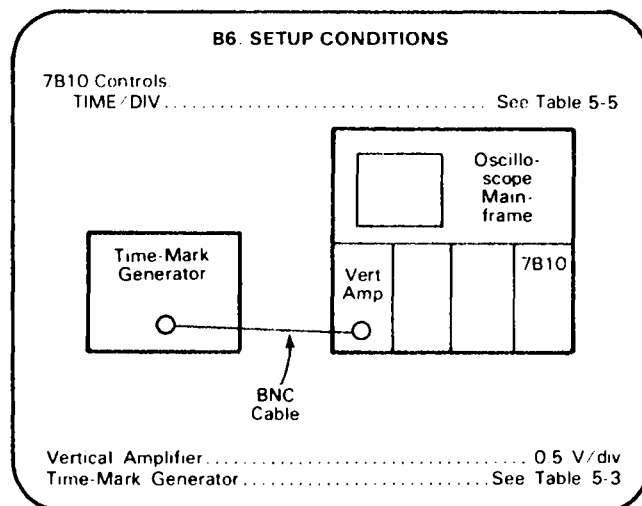 B6. SETUP CONDITIONS
7B10 Controls.
TIME/DIV........................................ See Table 5-5
Oscillo-
scope
Main-
frame
Time-Mark
Generator
Vert
Amp
7B10
BNC
Cable
Vertical Amplifier........................................ 0 5 V/div
Time-Mark Generator.............................. See Table 5-3